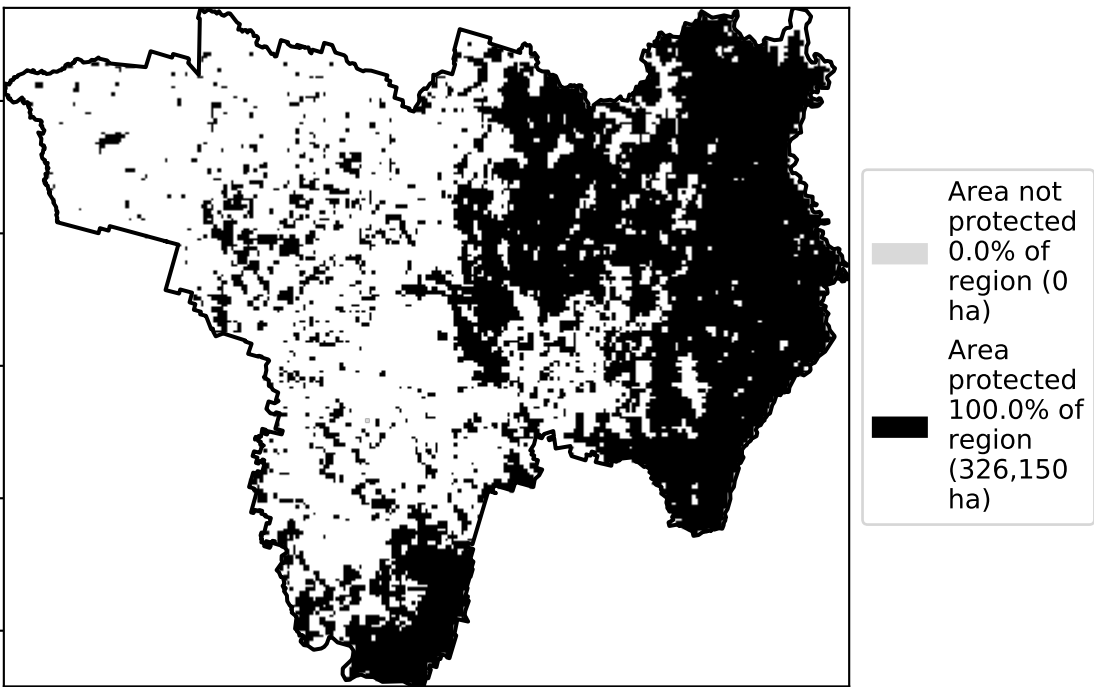 Area not
protected
0.0% of
region (0
ha)
Area
protected
100.0% of
region
(326,150
ha)